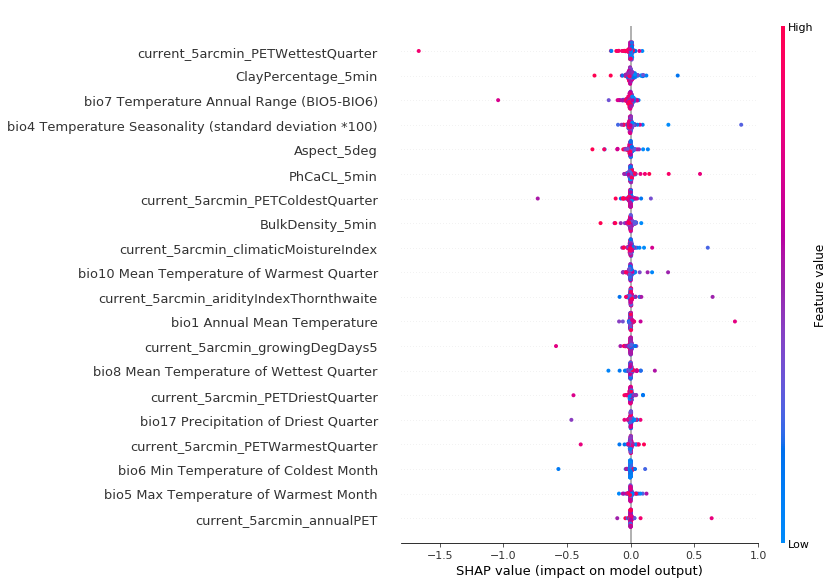 High
current_5arcmin_PETWettestQuarter
ClayPercentage_5min
bio7 Temperature Annual Range (BIO5-BIO6)
bio4 Temperature Seasonality (standard deviation *100)
Aspect_5deg
PhCaCL_5min
current_5arcmin_PETColdestQuarter
BulkDensity_5min
current_5arcmin_climaticMoistureIndex
bio10 Mean Temperature of Warmest Quarter
current_5arcmin_aridityIndexThornthwaite
bio1 Annual Mean Temperature
current_5arcmin_growingDegDays5
bio8 Mean Temperature of Wettest Quarter
current_5arcmin_PETDriestQuarter
bio17 Precipitation of Driest Quarter
current_5arcmin_PETWarmestQuarter
bio6 Min Temperature of Coldest Month
bio5 Max Temperature of Warmest Month
current_5arcmin_annualPET
Feature value
Low
−1.5 −1.0 −0.5 0.0 0.5 1.0
SHAP value (impact on model output)